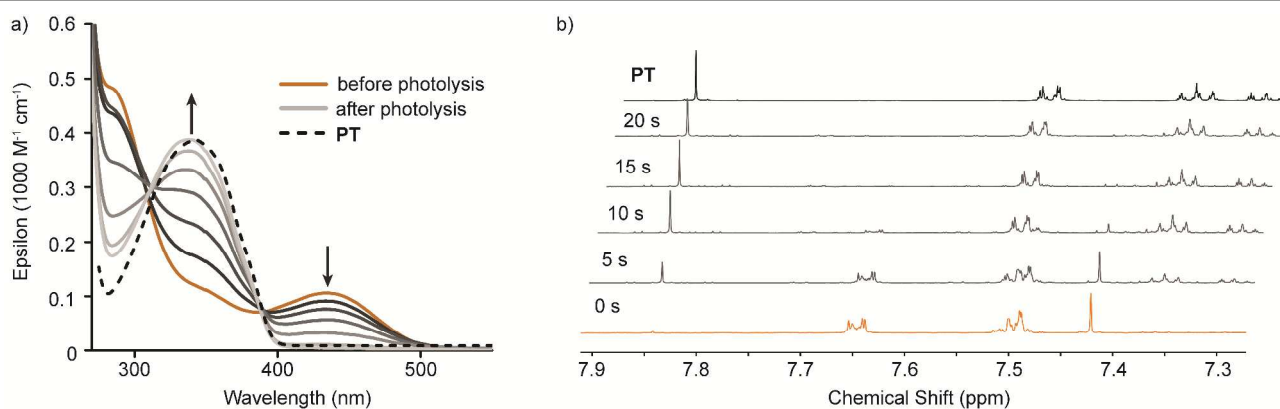 a)
0.6
0.5
0.4
0.3
0.2
0.1
0
Epsilon (1000 M⁻¹ cm⁻¹)
before photolysis
after photolysis
PT
300
400
500
Wavelength (nm)
b)
PT
20 s
15 s
10 s
5 s
0 s
7.9
7.8
7.7
7.6
7.5
7.4
7.3
Chemical Shift (ppm)